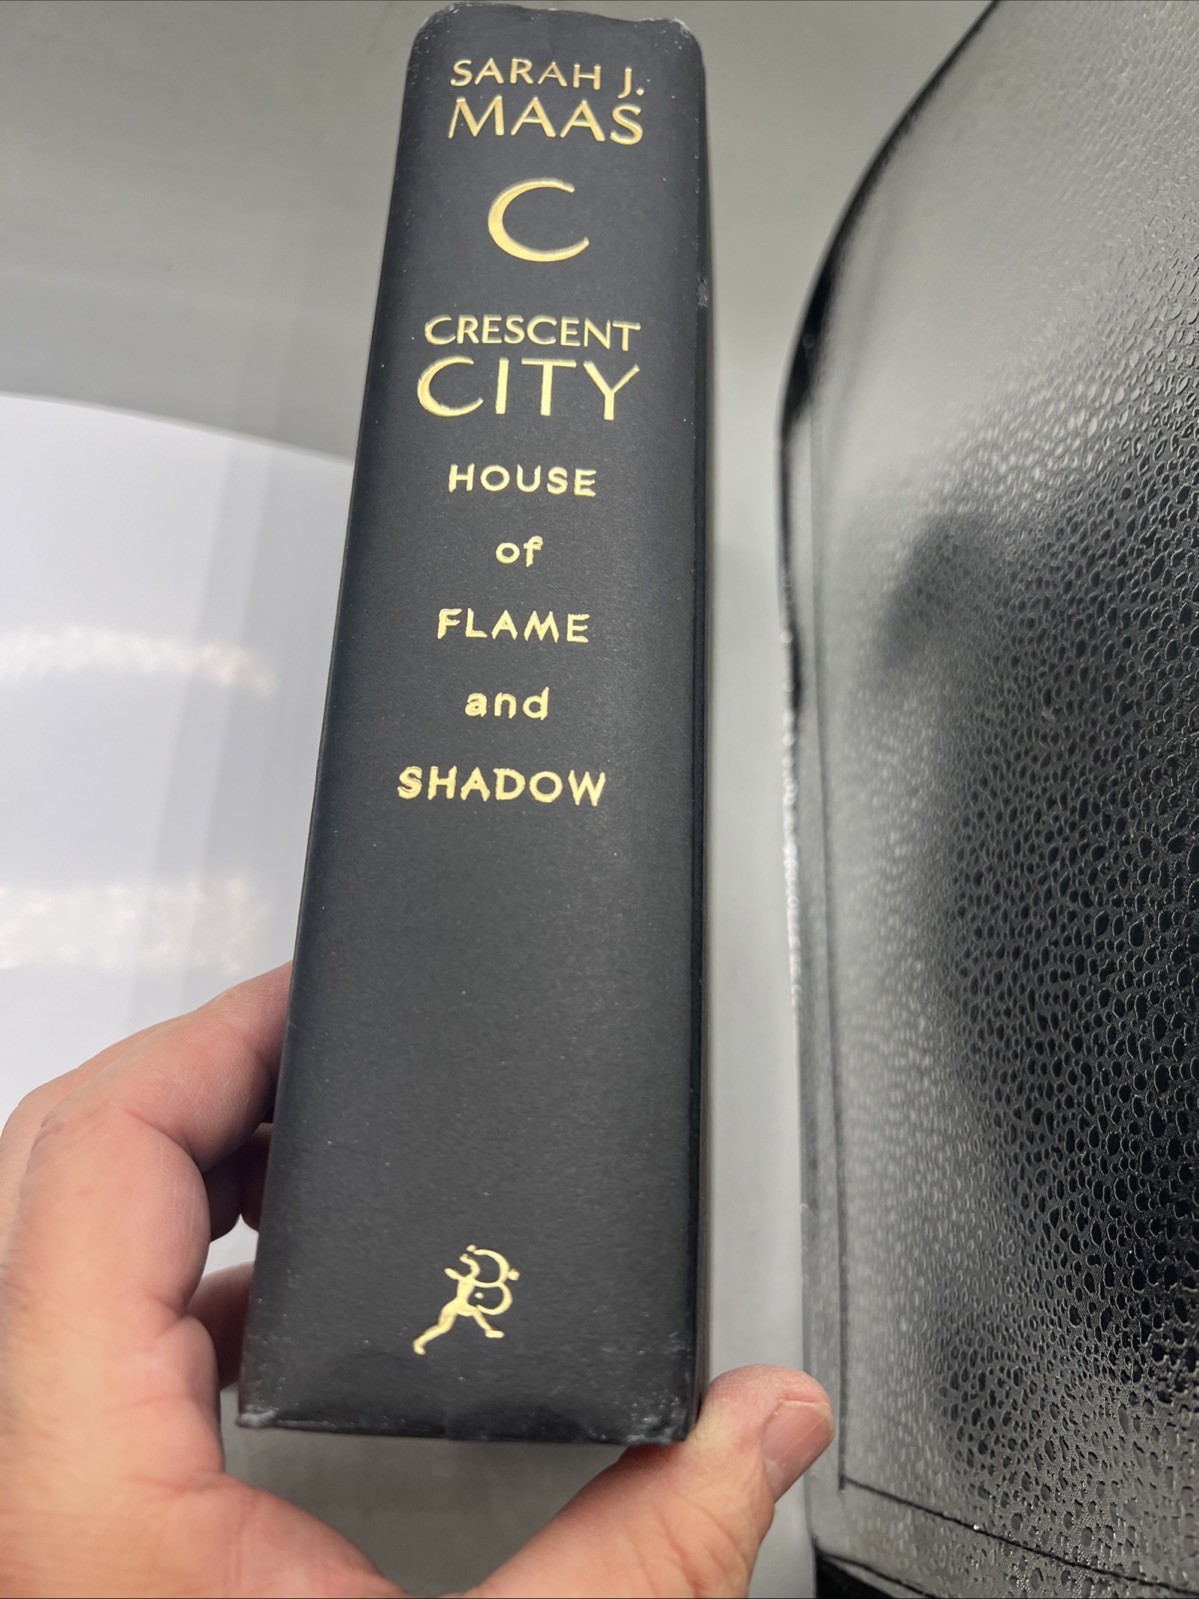 SARAH J.
MAAS
C
CRESCENT
CITY
HOUSE
of
FLAME
and
SHADOW
B